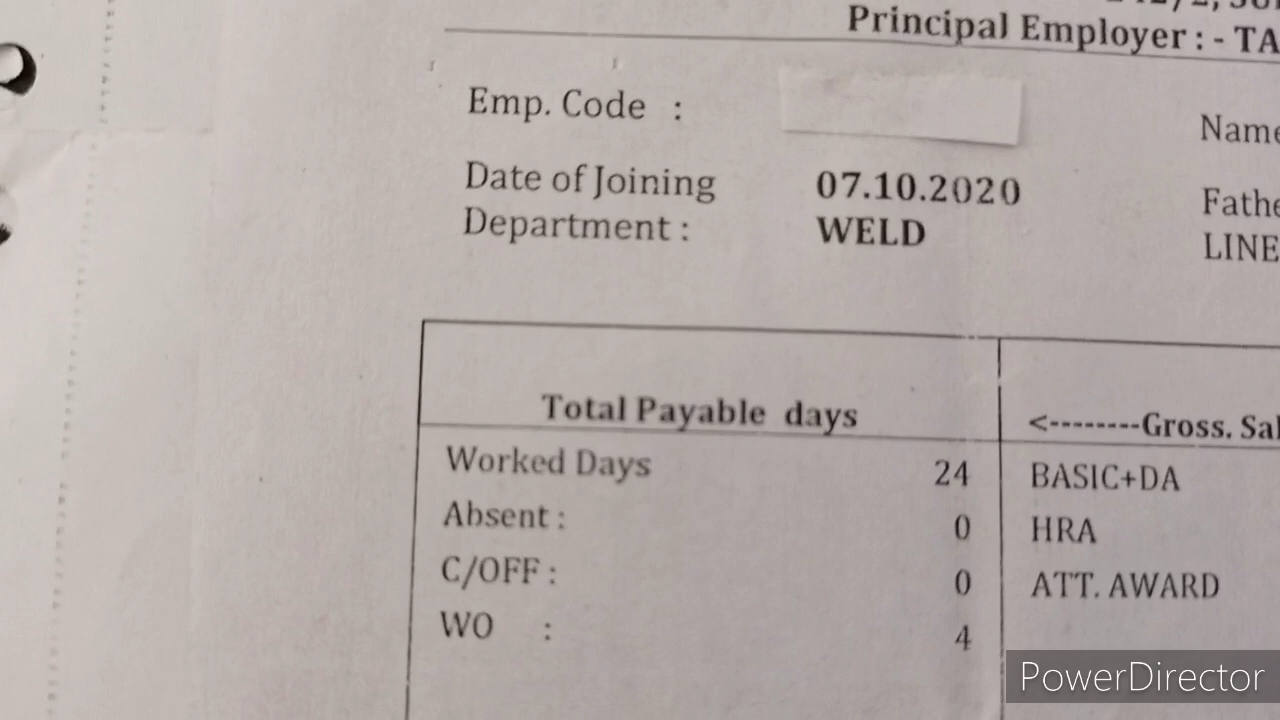 Principal Employer : - TA
Emp. Code :
Name
Date of Joining 07.10.2020
Fathe
Department : WELD
LINE
Total Payable days
<--------Gross. Sal
Worked Days 24
BASIC+DA
Absent : 0
HRA
C/OFF : 0
ATT. AWARD
WO : 4
PowerDirector